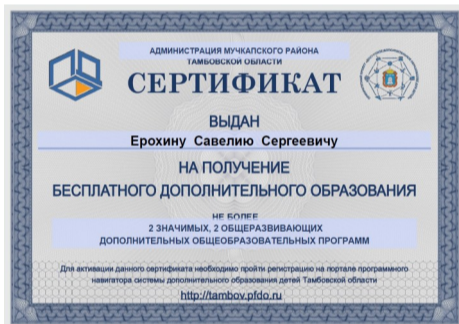 АДМИНИСТРАЦИЯ МУЧКАПСКОГО РАЙОНА
ТАМБОВСКОЙ ОБЛАСТИ
СЕРТИФИКАТ
ВЫДАН
Ерохину Савелию Сергеевичу
НА ПОЛУЧЕНИЕ
БЕСПЛАТНОГО ДОПОЛНИТЕЛЬНОГО ОБРАЗОВАНИЯ
НЕ БОЛЕЕ
2 ЗНАЧИМЫХ, 2 ОБЩЕРАЗВИВАЮЩИХ
ДОПОЛНИТЕЛЬНЫХ ОБЩЕОБРАЗОВАТЕЛЬНЫХ ПРОГРАММ
Для активации данного сертификата необходимо пройти регистрацию на портале программного
навигатора системы дополнительного образования детей Тамбовской области
http://tambov.pfdo.ru